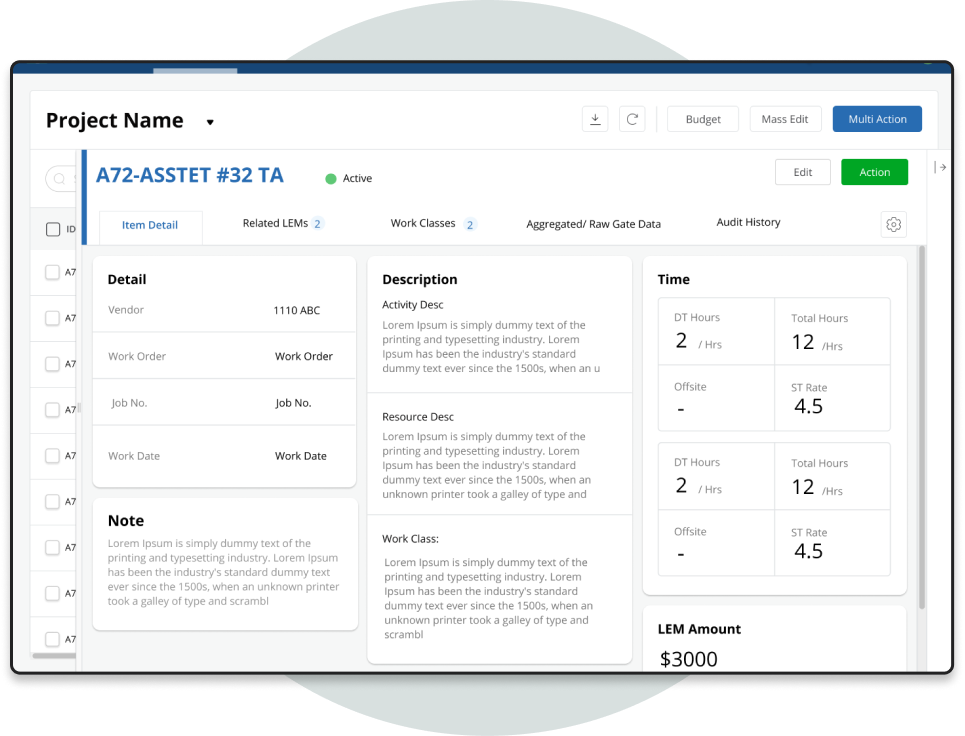 Project Name
Budget
Mass Edit
Multi Action
A72-ASSTET #32 TA
Active
Edit
Action
ID
Item Detail
Related LEMs 2
Work Classes 2
Aggregated/ Raw Gate Data
Audit History
A7
A7
A7
A7
A7
A7
A7
A7
A7
Detail
Vendor 1110 ABC
Work Order Work Order
Job No. Job No.
Work Date Work Date
Note
Lorem Ipsum is simply dummy text of the
printing and typesetting industry. Lorem Ipsum
has been the industry's standard dummy text
ever since the 1500s, when an unknown printer
took a galley of type and scrambl
Description
Activity Desc
Lorem Ipsum is simply dummy text of the
printing and typesetting industry. Lorem
Ipsum has been the industry's standard
dummy text ever since the 1500s, when an u
Resource Desc
Lorem Ipsum is simply dummy text of the
printing and typesetting industry. Lorem
Ipsum has been the industry's standard
dummy text ever since the 1500s, when an
unknown printer took a galley of type and
Work Class:
Lorem Ipsum is simply dummy text of the
printing and typesetting industry. Lorem
Ipsum has been the industry's standard
dummy text ever since the 1500s, when an
unknown printer took a galley of type and
scrambl
Time
DT Hours
2 / Hrs
Total Hours
12 /Hrs
Offsite
-
ST Rate
4.5
DT Hours
2 / Hrs
Total Hours
12 /Hrs
Offsite
-
ST Rate
4.5
LEM Amount
$3000